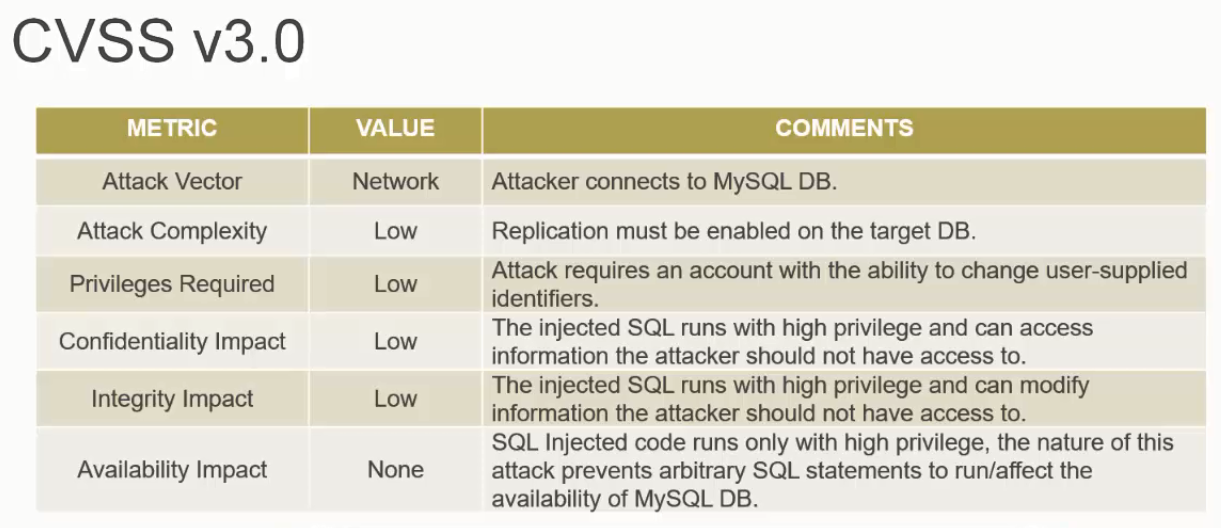 CVSS v3.0
METRIC VALUE COMMENTS
Attack Vector Network Attacker connects to MySQL DB.
Attack Complexity Low Replication must be enabled on the target DB.
Privileges Required Low Attack requires an account with the ability to change user-supplied
identifiers.
Confidentiality Impact Low The injected SQL runs with high privilege and can access
information the attacker should not have access to.
Integrity Impact Low The injected SQL runs with high privilege and can modify
information the attacker should not have access to.
Availability Impact None SQL Injected code runs only with high privilege, the nature of this
attack prevents arbitrary SQL statements to run/affect the
availability of MySQL DB.